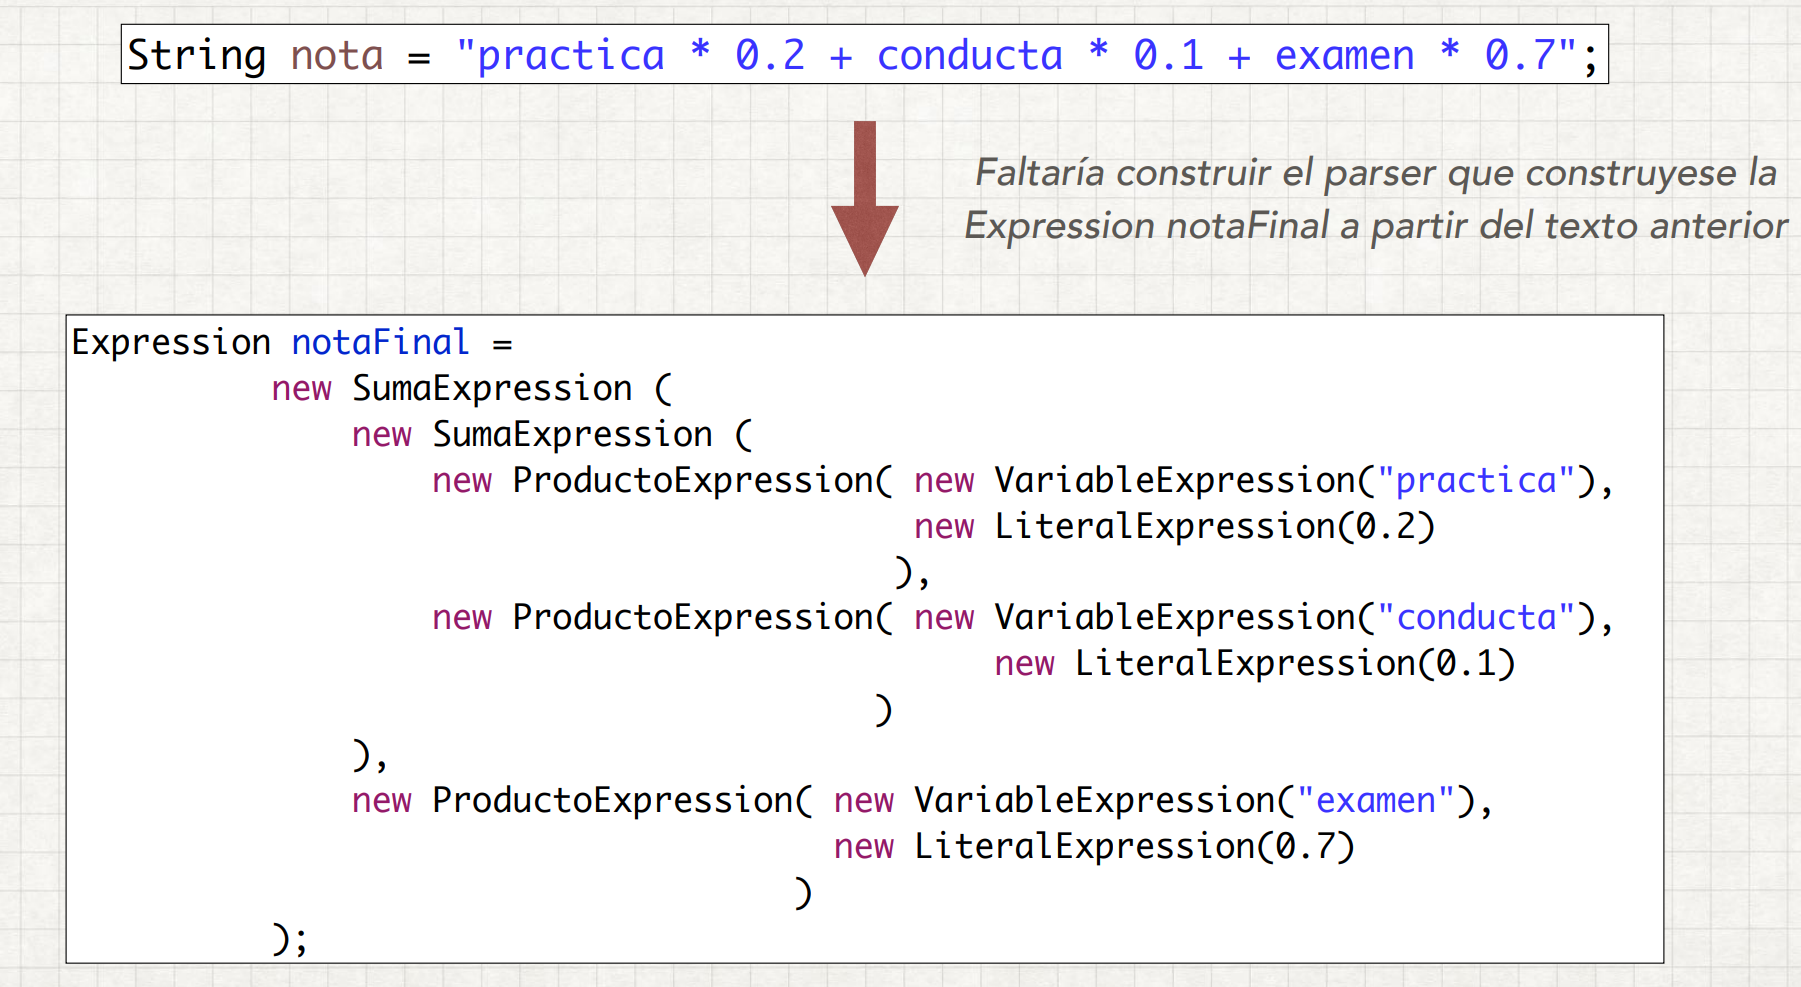 String nota = "practica * 0.2 + conducta * 0.1 + examen * 0.7";
Faltaría construir el parser que construyese la
Expression notaFinal a partir del texto anterior
Expression notaFinal =
new SumaExpression (
new SumaExpression (
new ProductoExpression( new VariableExpression("practica"),
new LiteralExpression(0.2)
),
new ProductoExpression( new VariableExpression("conducta"),
new LiteralExpression(0.1)
)
),
new ProductoExpression( new VariableExpression("examen"),
new LiteralExpression(0.7)
)
);